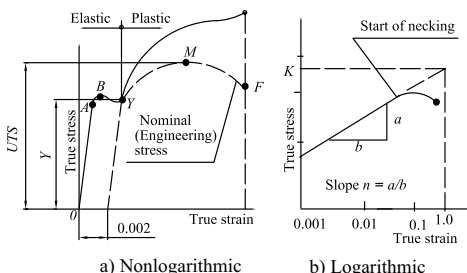 Elastic Plastic
M
B
A
Y
F
UTS
Y
True stress
Nominal
(Engineering)
stress
0
True strain
0.002
a) Nonlogarithmic
Start of necking
K
True stress
a
b
Slope n = a/b
0.001 0.01 0.1 1.0
True strain
b) Logarithmic